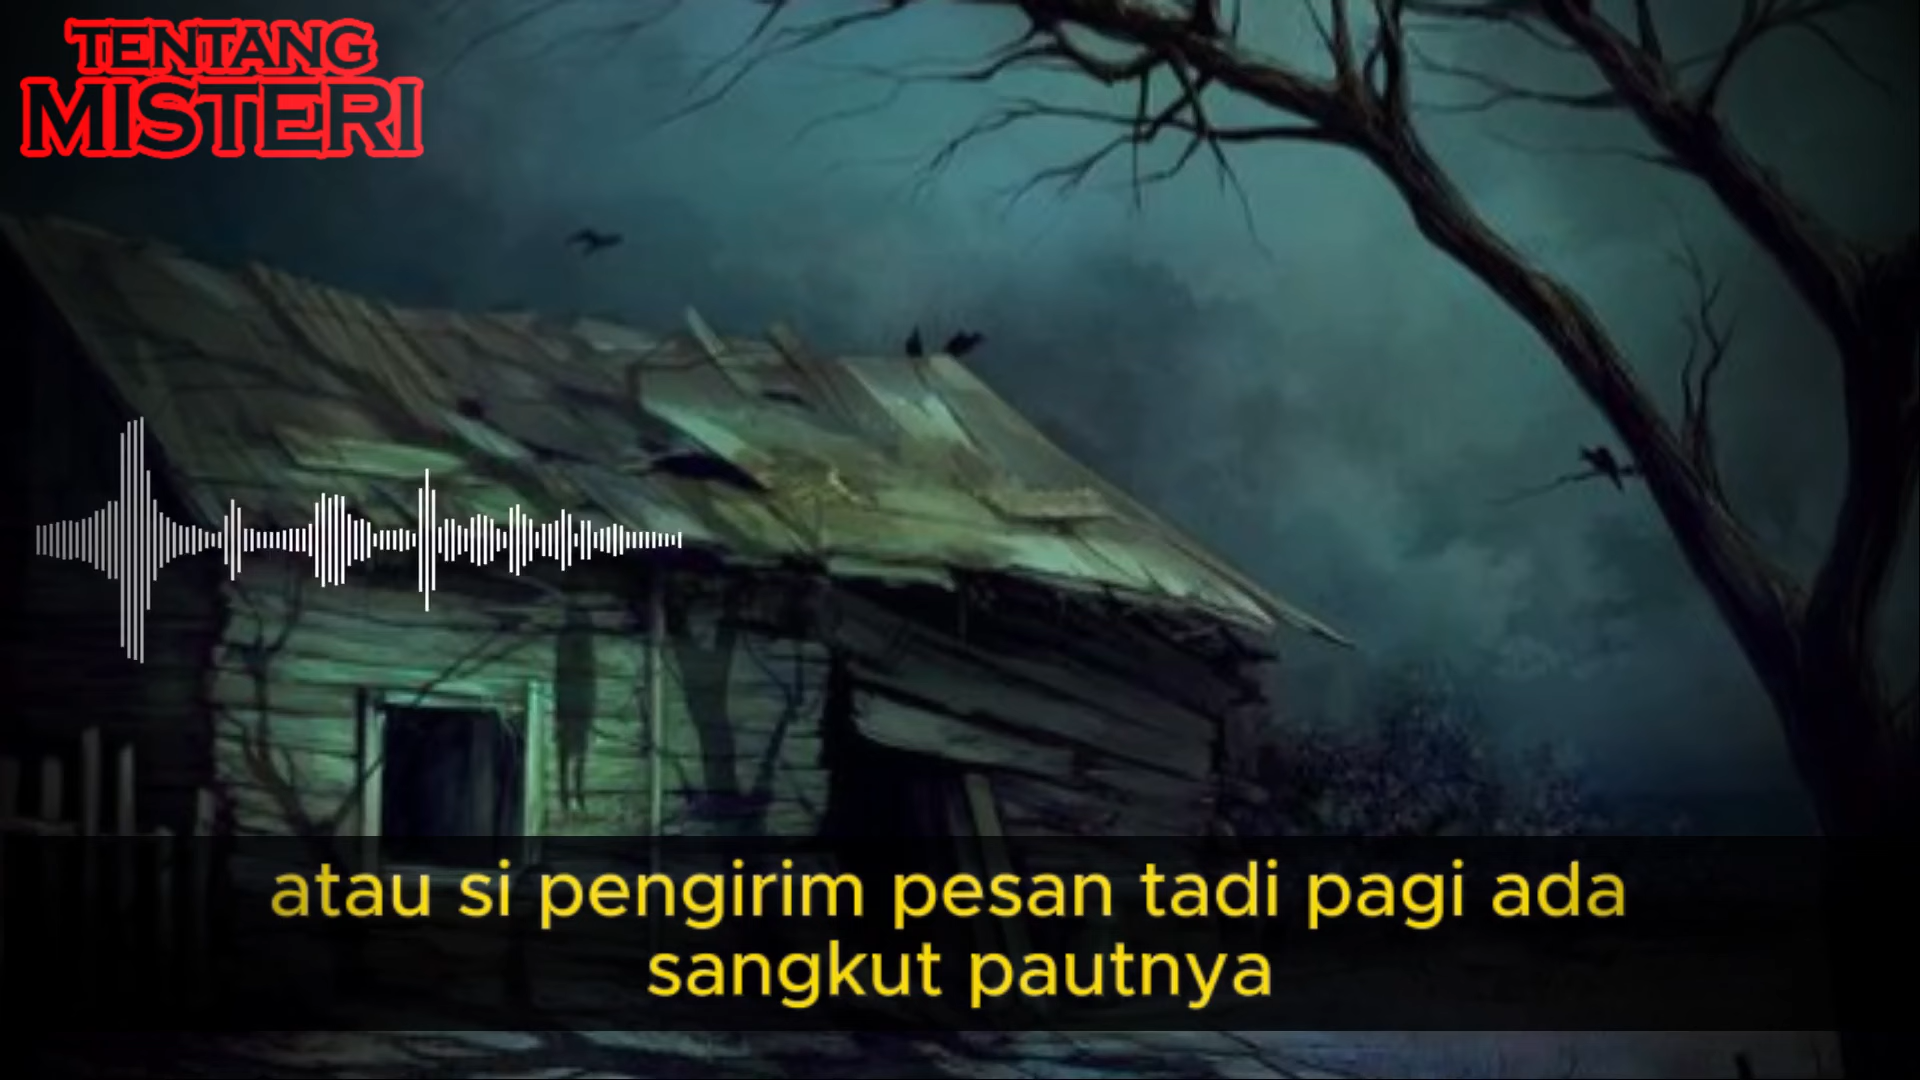 TENTANG
MISTERI
atau si pengirim pesan tadi pagi ada
sangkut pautnya